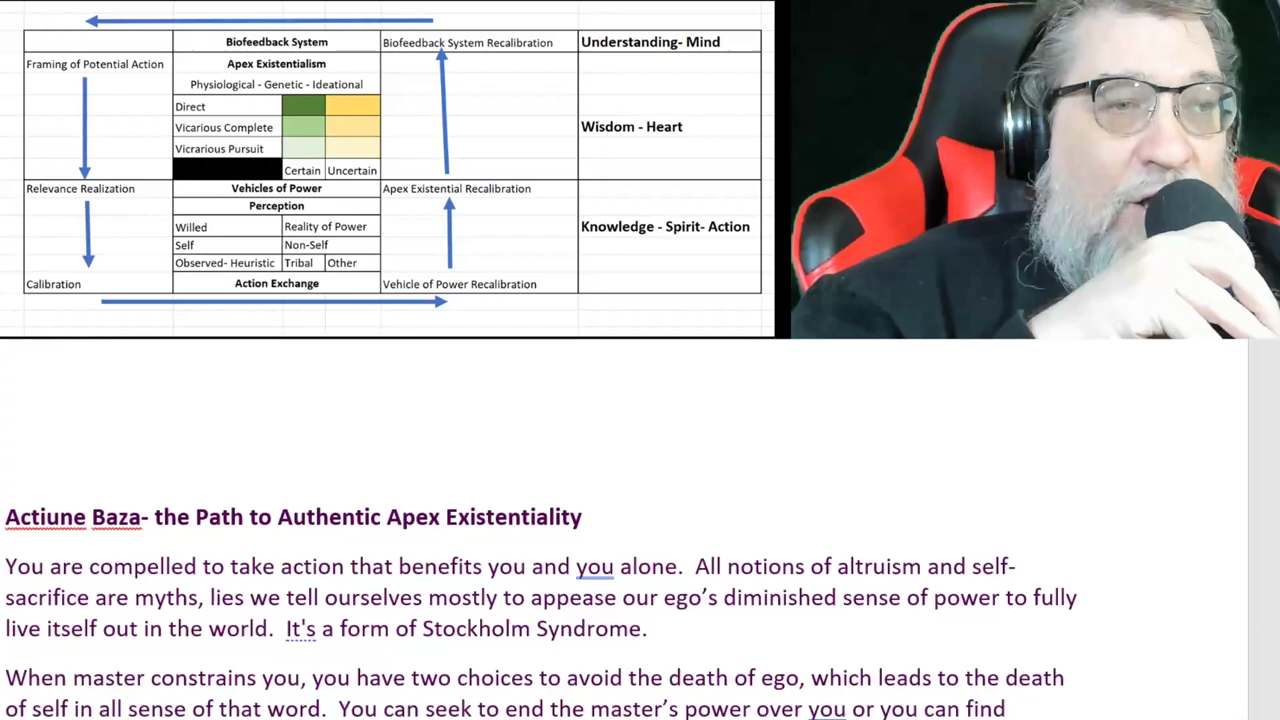 Biofeedback System
Biofeedback System Recalibration
Understanding- Mind
Framing of Potential Action
Apex Existentialism
Physiological - Genetic - Ideational
Direct
Vicarious Complete
Wisdom - Heart
Vicrarious Pursuit
Certain
Uncertain
Relevance Realization
Vehicles of Power
Apex Existential Recalibration
Perception
Willed
Reality of Power
Knowledge - Spirit- Action
Self
Non-Self
Observed- Heuristic
Tribal
Other
Calibration
Action Exchange
Vehicle of Power Recalibration
Actiune Baza- the Path to Authentic Apex Existentiality
You are compelled to take action that benefits you and you alone.  All notions of altruism and self-
sacrifice are myths, lies we tell ourselves mostly to appease our ego’s diminished sense of power to fully
live itself out in the world.  It's a form of Stockholm Syndrome.
When master constrains you, you have two choices to avoid the death of ego, which leads to the death
of self in all sense of that word.  You can seek to end the master’s power over you or you can find